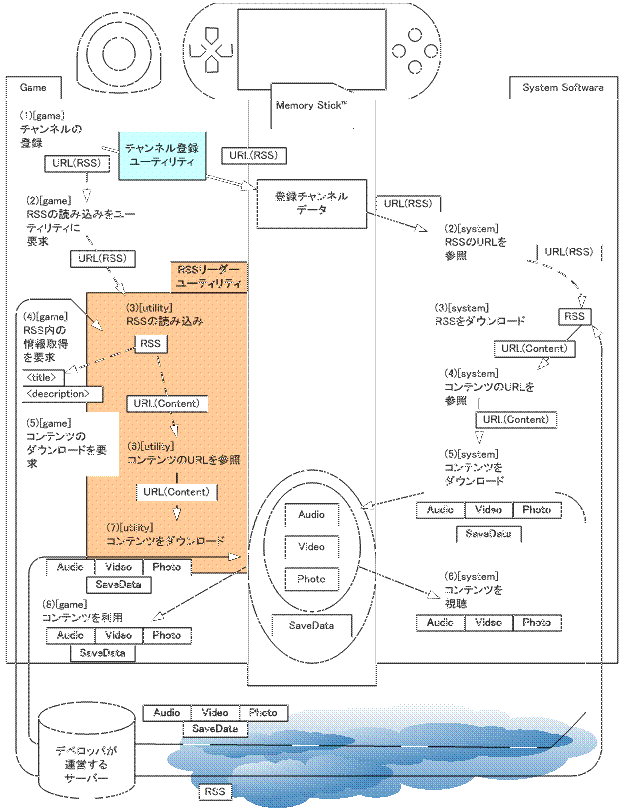 Game
Memory Stick™
System Software
(1)[game]
チャンネルの
登録
URL(RSS)
チャンネル登録
ユーティリティ
URL(RSS)
登録チャンネル
データ
URL(RSS)
(2)[game]
RSSの読み込みをユー
ティリティに
要求
URL(RSS)
RSSリーダー
ユーティリティ
(3)[utility]
RSSの読み込み
RSS
(4)[game]
RSS内の
情報取得
を要求
<title>
<description>
URL(Content)
(5)[game]
コンテンツの
ダウンロードを要
求
(6)[utility]
コンテンツのURLを参照
URL(Content)
(7)[utility]
コンテンツをダウンロード
Audio Video Photo
SaveData
(8)[game]
コンテンツを利用
Audio Video Photo
SaveData
Audio
Video
Photo
SaveData
(2)[system]
RSSのURLを
参照
URL(RSS)
(3)[system]
RSSをダウンロード
RSS
URL(Content)
(4)[system]
コンテンツのURLを
参照
URL(Content)
(5)[system]
コンテンツを
ダウンロード
Audio Video Photo
SaveData
(6)[system]
コンテンツを
視聴
Audio Video Photo
デベロッパが
運営する
サーバー
Audio Video Photo
SaveData
RSS